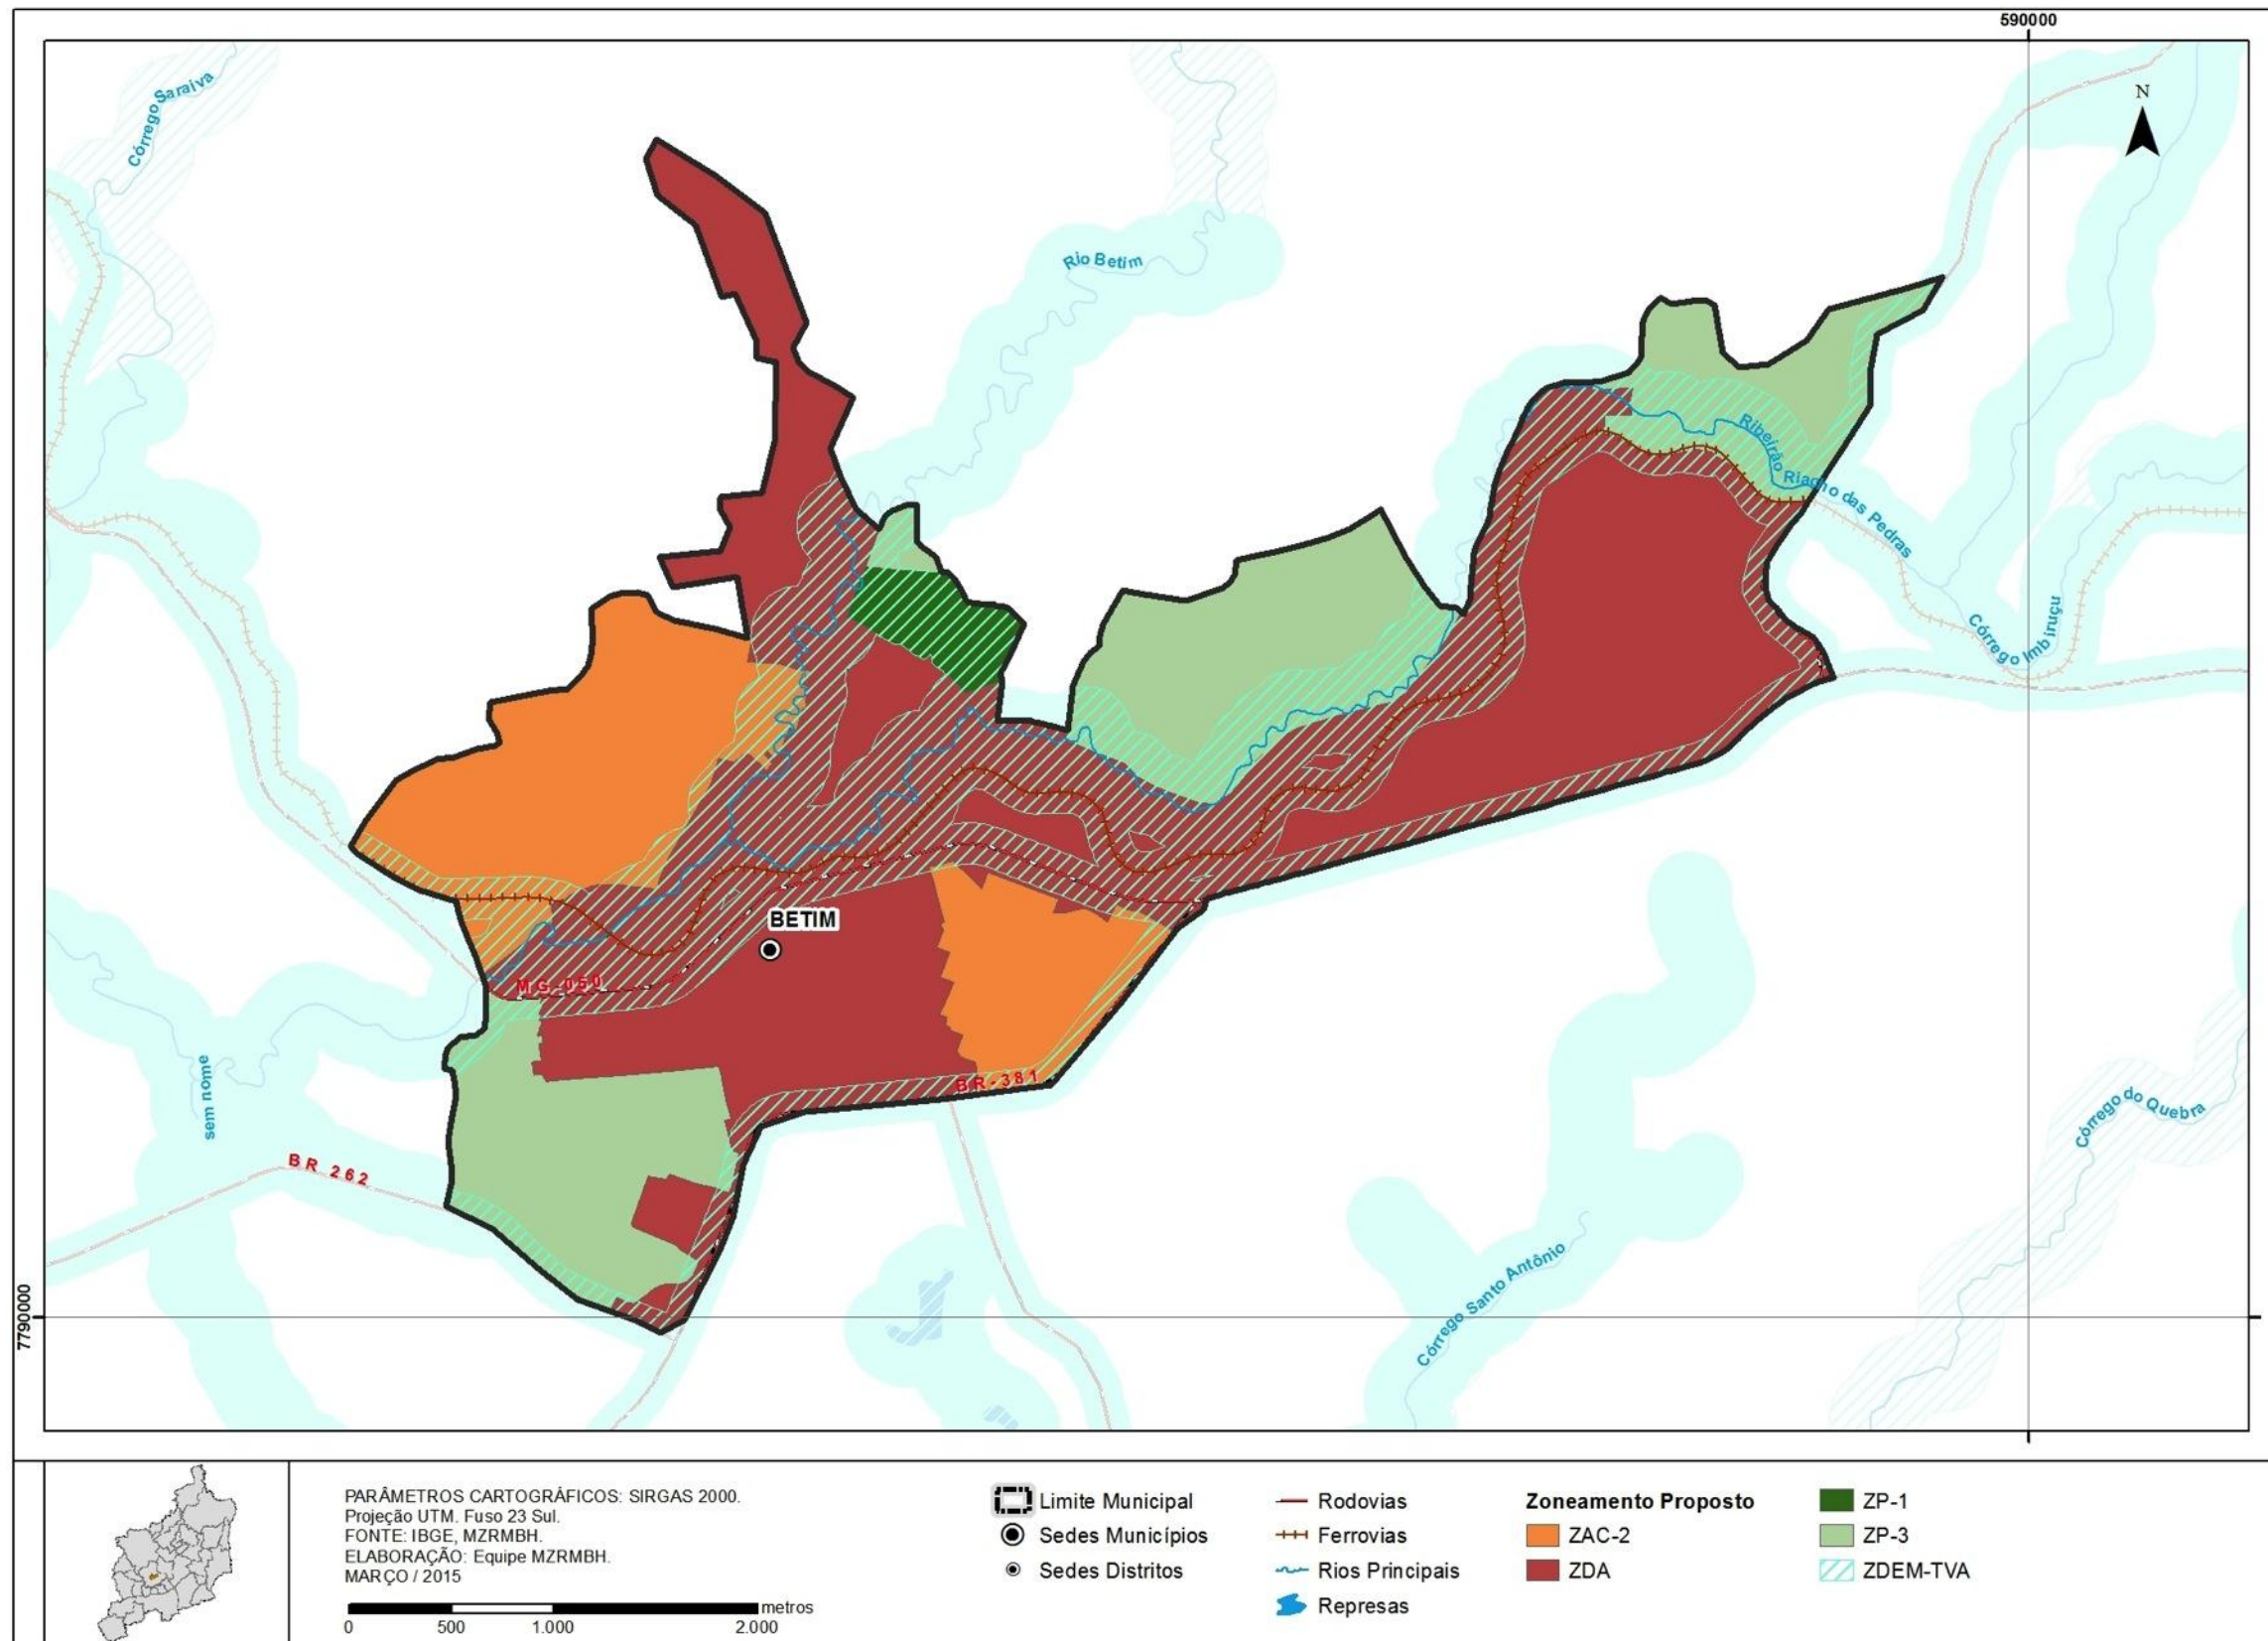 590000
N
Córrego Saraiva
Rio Betim
Ribeirão Riacho das Pedras
Córrego Imbiruçu
BETIM
MG-050
BR-381
sem nome
BR 262
Córrego do Quebra
Córrego Santo Antônio
7790000
PARÂMETROS CARTOGRÁFICOS: SIRGAS 2000.
Projeção UTM. Fuso 23 Sul.
FONTE: IBGE, MZRMBH.
ELABORAÇÃO: Equipe MZRMBH.
MARÇO / 2015
metros
0 500 1.000 2.000
Limite Municipal
Sedes Municípios
Sedes Distritos
Rodovias
Ferrovias
Rios Principais
Represas
Zoneamento Proposto
ZAC-2
ZDA
ZP-1
ZP-3
ZDEM-TVA